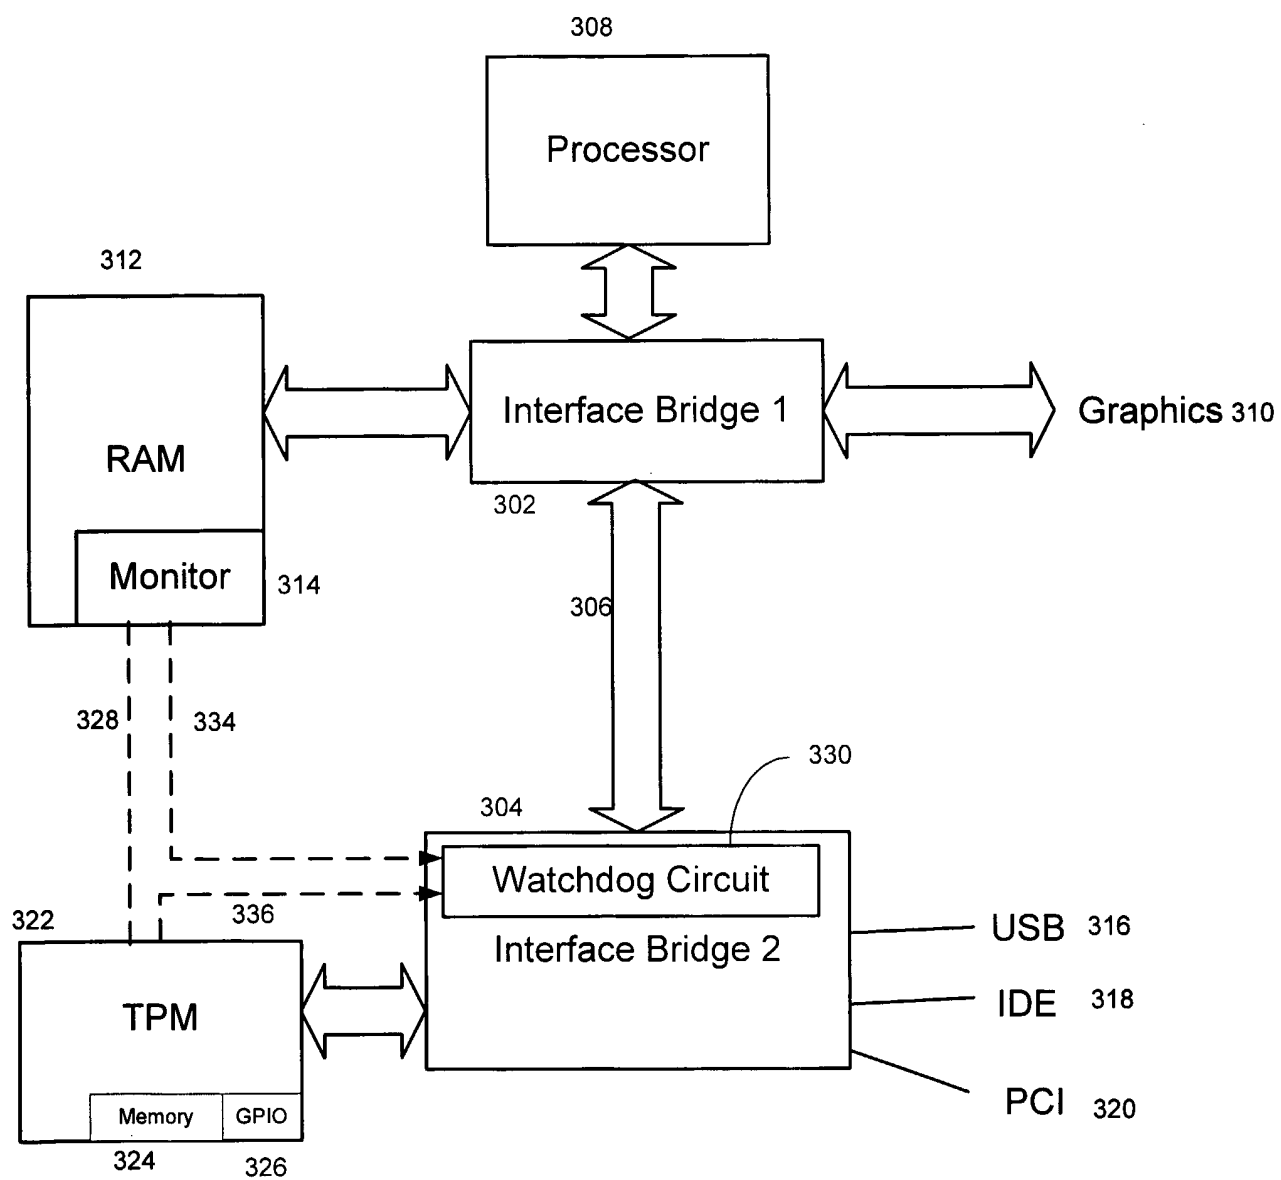 308
Processor
312
RAM
Interface Bridge 1
Graphics 310
302
Monitor
314
306
328
334
330
304
Watchdog Circuit
336
322
Interface Bridge 2
USB 316
TPM
IDE 318
Memory
GPIO
PCI 320
324
326